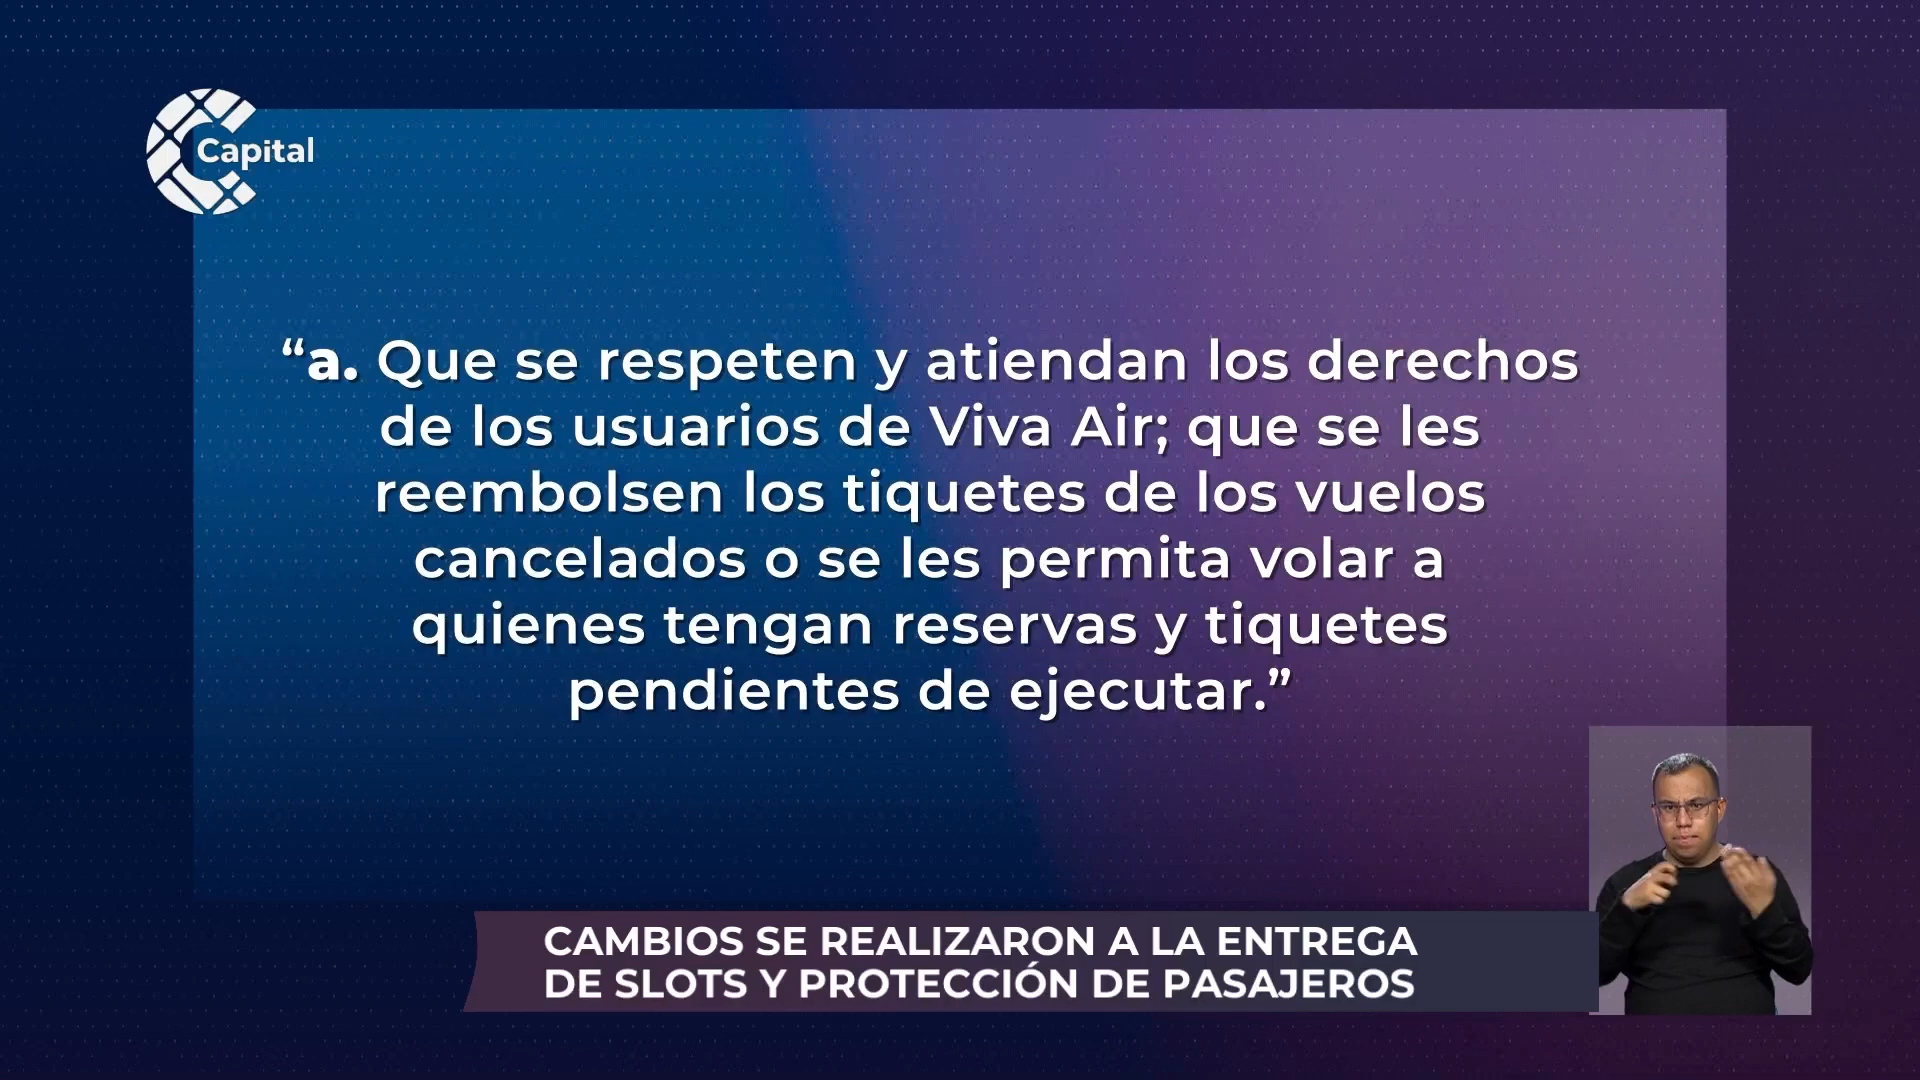 Capital
“a. Que se respeten y atiendan los derechos
de los usuarios de Viva Air; que se les
reembolsen los tiquetes de los vuelos
cancelados o se les permita volar a
quienes tengan reservas y tiquetes
pendientes de ejecutar.”
CAMBIOS SE REALIZARON A LA ENTREGA
DE SLOTS Y PROTECCIÓN DE PASAJEROS